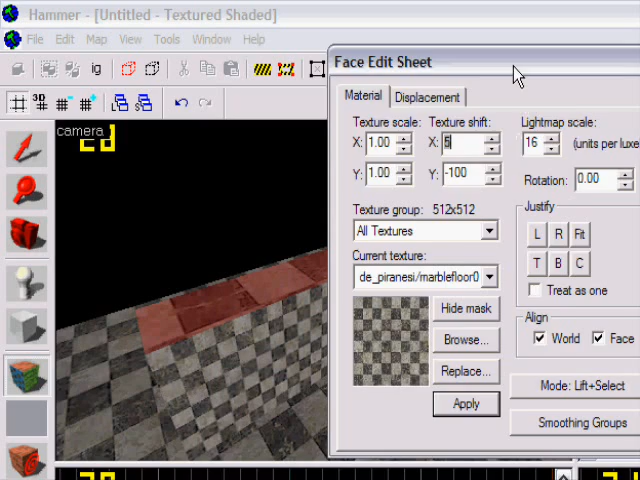 Hammer - [Untitled - Textured Shaded]
File Edit Map View Tools Window Help
ig
3D
camera
Face Edit Sheet
Material Displacement
Texture scale: Texture shift: Lightmap scale:
X: 1.00 X: 5 16 (units per luxe
Y: 1.00 Y: -100 Rotation: 0.00
Texture group: 512x512 Justify
All Textures L R Fit
Current texture: T B C
de_piranesi/marblefloor0 Treat as one
Hide mask Align
Browse... World Face
Replace... Mode: Lift+Select
Apply Smoothing Groups